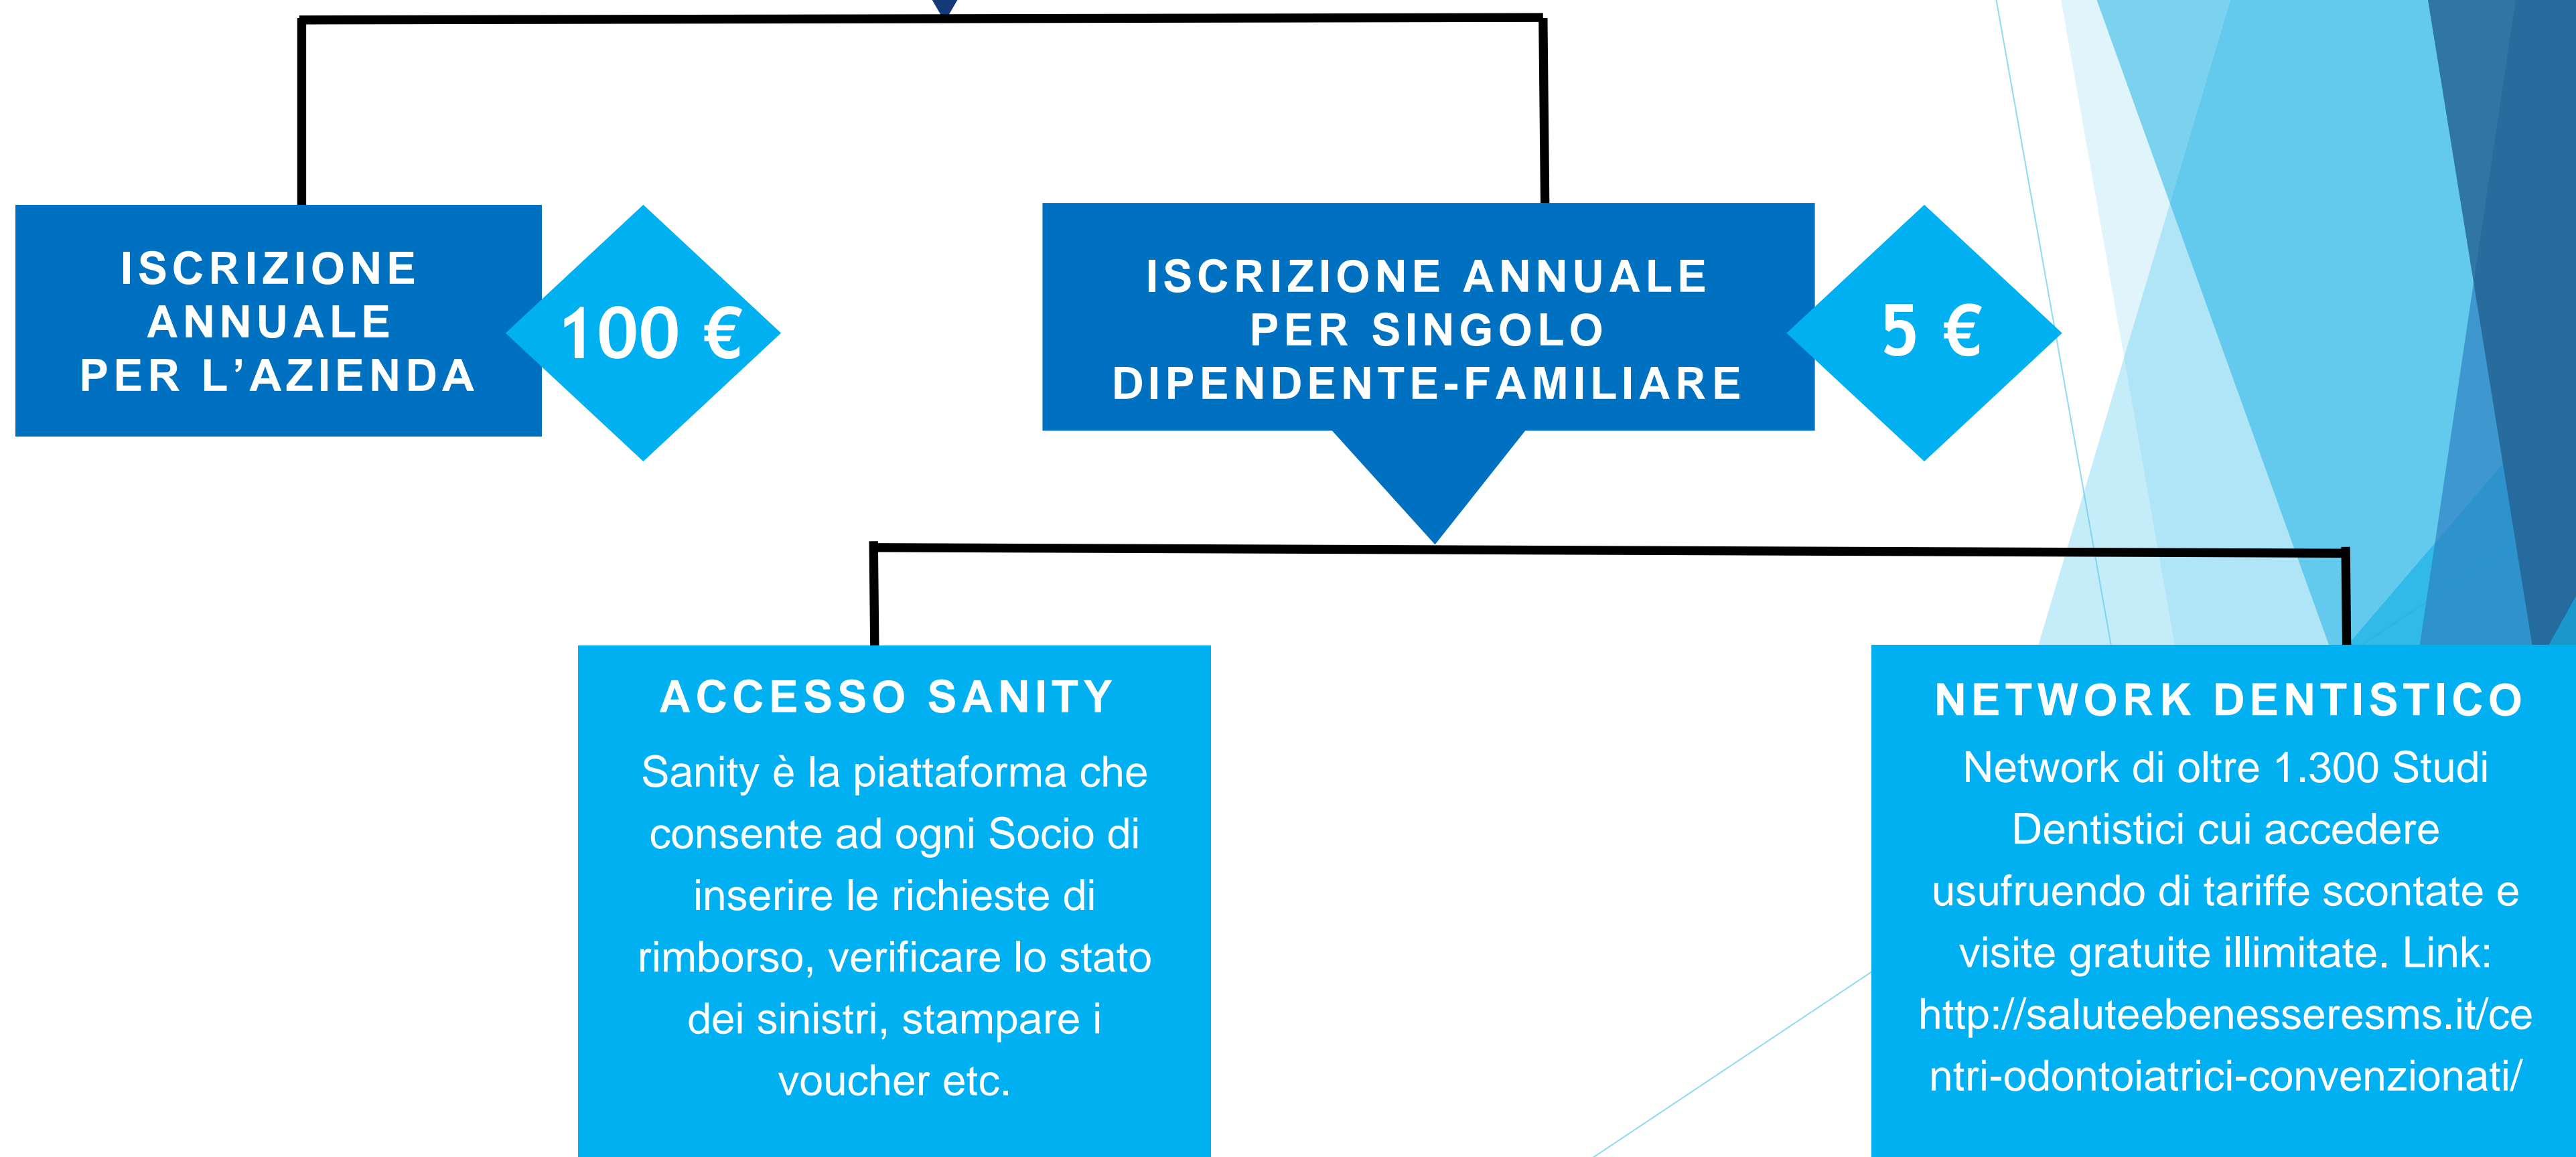 ISCRIZIONE
ANNUALE
PER L’AZIENDA
100 €
ISCRIZIONE ANNUALE
PER SINGOLO
DIPENDENTE-FAMILIARE
5 €
ACCESSO SANITY
Sanity è la piattaforma che
consente ad ogni Socio di
inserire le richieste di
rimborso, verificare lo stato
dei sinistri, stampare i
voucher etc.
NETWORK DENTISTICO
Network di oltre 1.300 Studi
Dentistici cui accedere
usufruendo di tariffe scontate e
visite gratuite illimitate. Link:
http://saluteebenesseresms.it/ce
ntri-odontoiatrici-convenzionati/